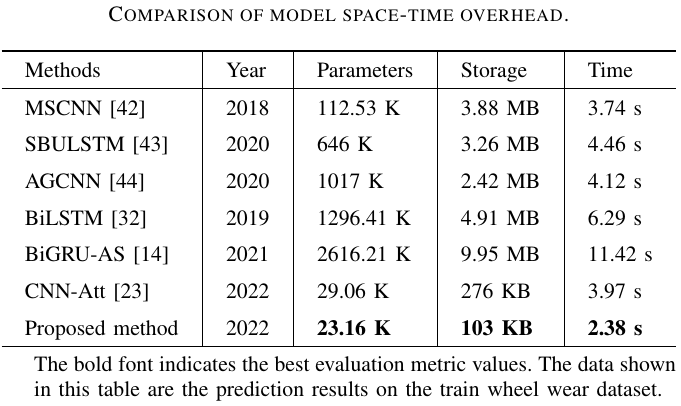 COMPARISON OF MODEL SPACE-TIME OVERHEAD.
Methods Year Parameters Storage Time
MSCNN [42] 2018 112.53 K 3.88 MB 3.74 s
SBULSTM [43] 2020 646 K 3.26 MB 4.46 s
AGCNN [44] 2020 1017 K 2.42 MB 4.12 s
BiLSTM [32] 2019 1296.41 K 4.91 MB 6.29 s
BiGRU-AS [14] 2021 2616.21 K 9.95 MB 11.42 s
CNN-Att [23] 2022 29.06 K 276 KB 3.97 s
Proposed method 2022 23.16 K 103 KB 2.38 s
The bold font indicates the best evaluation metric values. The data shown
in this table are the prediction results on the train wheel wear dataset.